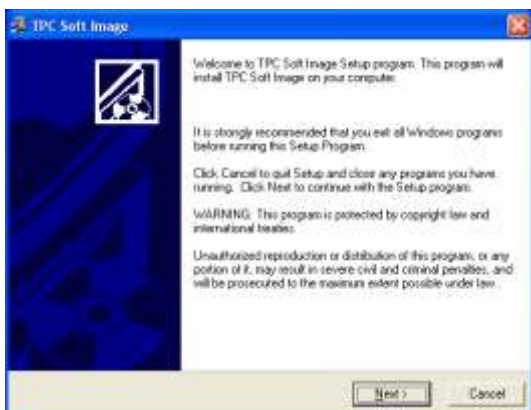 TPC Soft Image
Welcome to TPC Soft Image Setup program. This program will
install TPC Soft Image on your computer.
It is strongly recommended that you exit all Windows programs
before running this Setup Program.
Click Cancel to quit Setup and close any programs you have
running. Click Next to continue with the Setup program.
WARNING: This program is protected by copyright law and
international treaties.
Unauthorized reproduction or distribution of this program, or any
portion of it, may result in severe civil and criminal penalties, and
will be prosecuted to the maximum extent possible under law.
Next >
Cancel